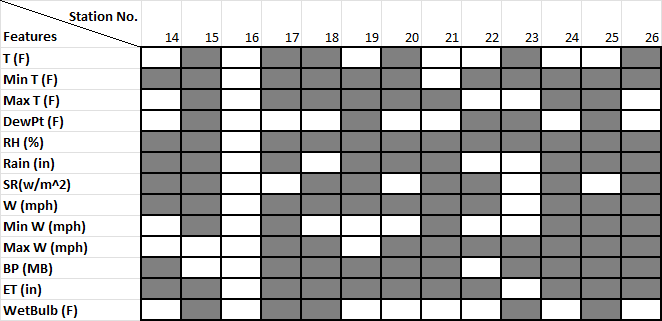 Station No.
Features 14 15 16 17 18 19 20 21 22 23 24 25 26
T (F)
Min T (F)
Max T (F)
DewPt (F)
RH (%)
Rain (in)
SR(w/m^2)
W (mph)
Min W (mph)
Max W (mph)
BP (MB)
ET (in)
WetBulb (F)